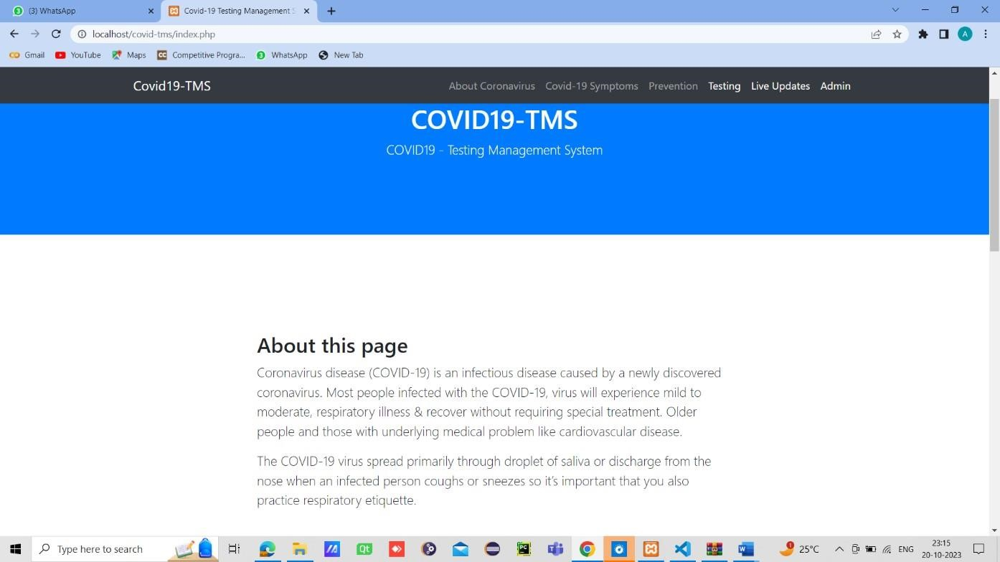 (3) WhatsApp
Covid-19 Testing Management S
localhost/covid-tms/index.php
A
Gmail
YouTube
Maps
CC
Competitive Progra...
3
WhatsApp
New Tab
Covid19-TMS
About Coronavirus
Covid-19 Symptoms
Prevention
Testing
Live Updates
Admin
COVID19-TMS
COVID19 - Testing Management System
About this page
Coronavirus disease (COVID-19) is an infectious disease caused by a newly discovered
coronavirus. Most people infected with the COVID-19, virus will experience mild to
moderate, respiratory illness & recover without requiring special treatment. Older
people and those with underlying medical problem like cardiovascular disease.
The COVID-19 virus spread primarily through droplet of saliva or discharge from the
nose when an infected person coughs or sneezes so it's important that you also
practice respiratory etiquette.
Type here to search
Qt
PC
25°C
ENG
23:15
20-10-2023